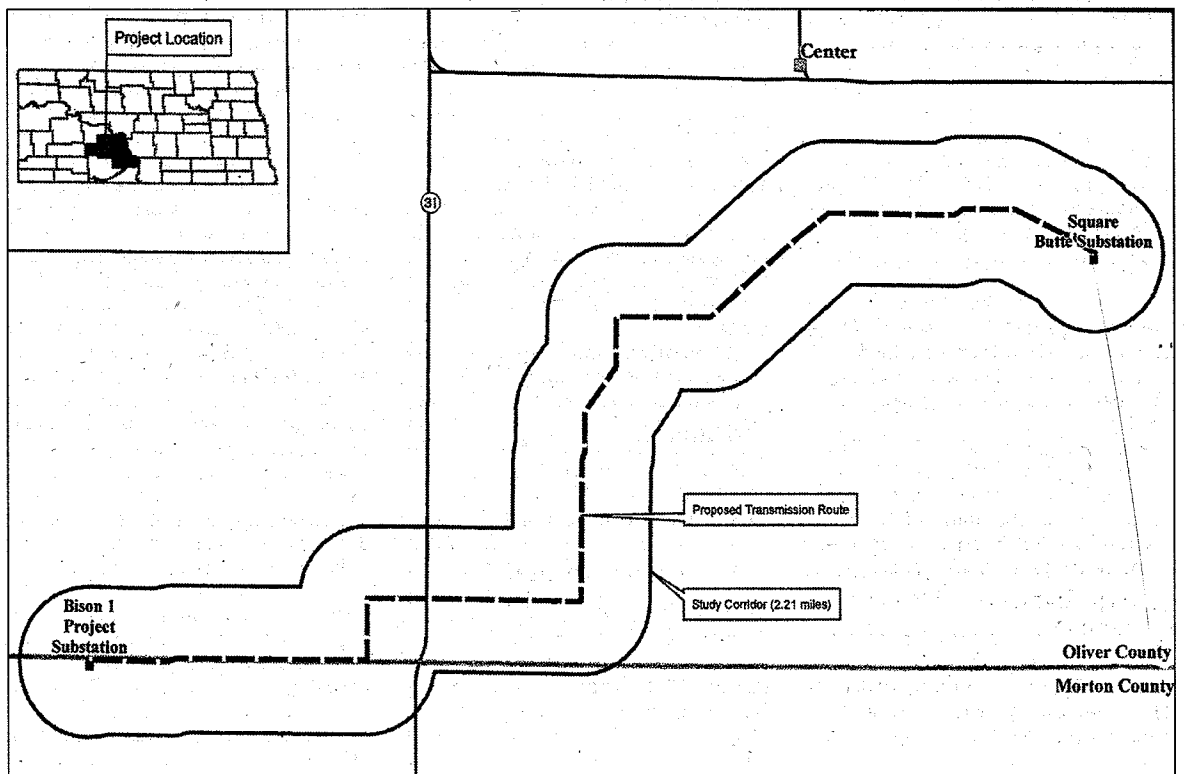 Project Location
Center
31
Square
Butte Substation
Proposed Transmission Route
Study Corridor (2.21 miles)
Bison 1
Project
Substation
Oliver County
Morton County